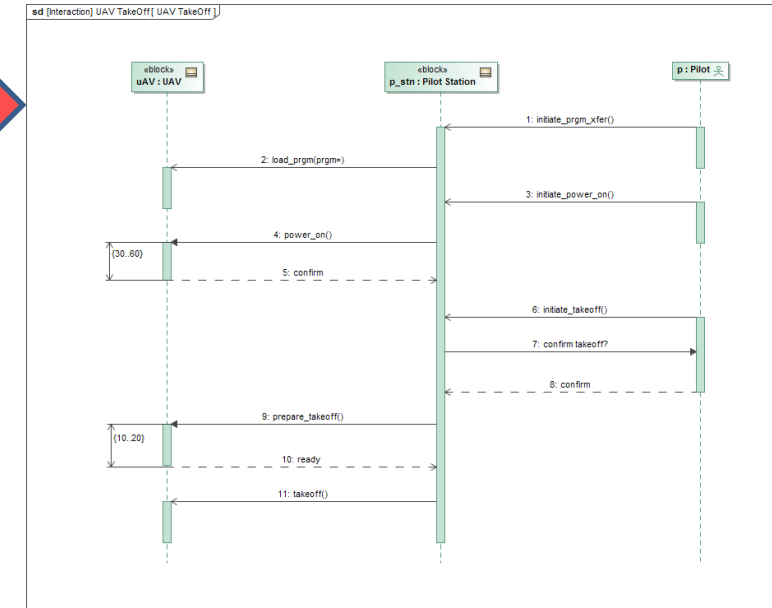 sd [Interaction] UAV TakeOff[ UAV TakeOff ]
«block»
uAV : UAV
«block»
p_stn : Pilot Station
p : Pilot
1: initiate_prgm_xfer()
2: load_prgm(prgm=)
3: initiate_power_on()
4: power_on()
{30..60}
5: confirm
6: initiate_takeoff()
7: confirm takeoff?
8: confirm
9: prepare_takeoff()
{10..20}
10: ready
11: takeoff()